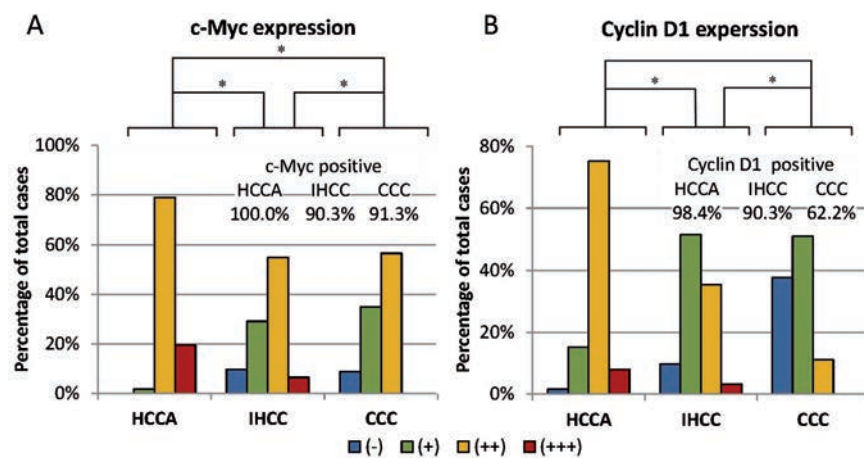 A
c-Myc expression
*
*
*
100%
80%
60%
40%
20%
0%
Percentage of total cases
c-Myc positive
HCCA IHCC CCC
100.0% 90.3% 91.3%
HCCA IHCC CCC
B
Cyclin D1 experssion
*
*
80%
60%
40%
20%
0%
Percentage of total cases
Cyclin D1 positive
HCCA IHCC CCC
98.4% 90.3% 62.2%
HCCA IHCC CCC
(-) (+) (++) (+++)